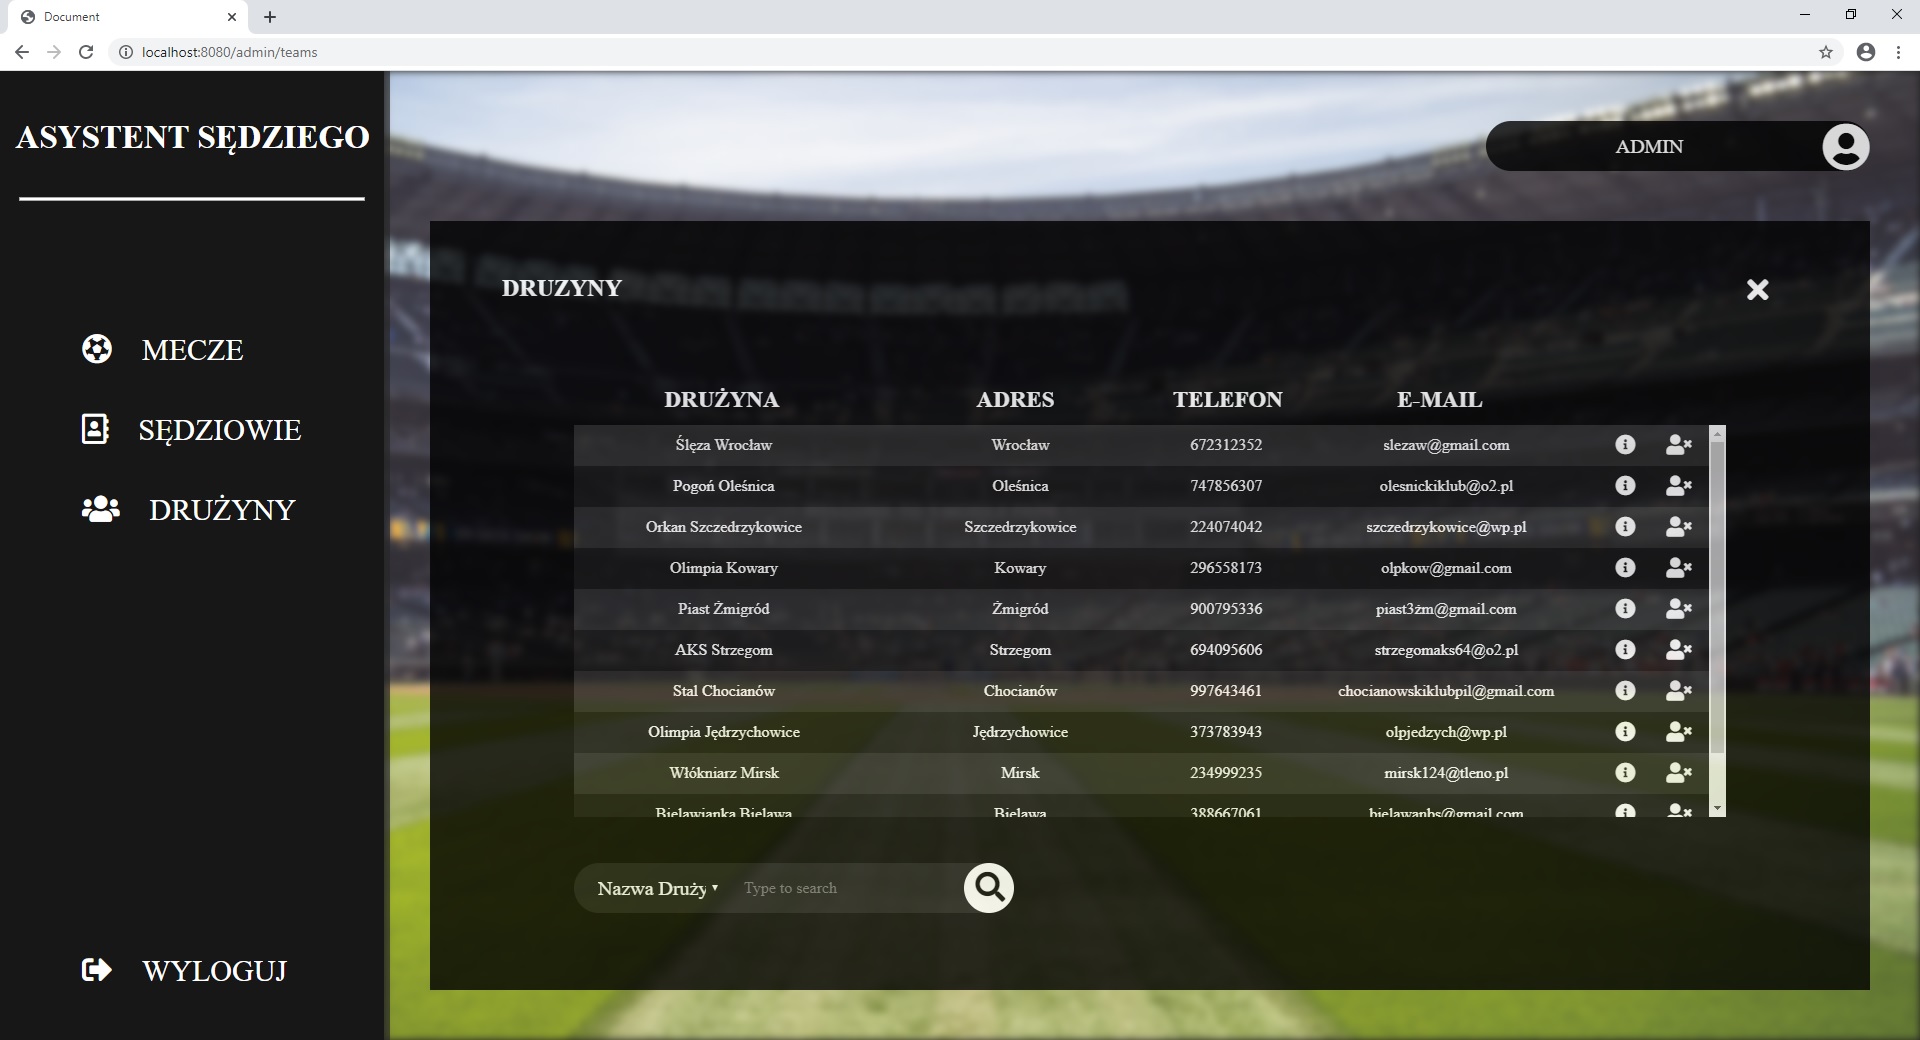 Document
localhost:8080/admin/teams
ASYSTENT SĘDZIEGO
ADMIN
MECZE
SĘDZIOWIE
DRUŻYNY
WYLOGUJ
DRUZYNY
DRUŻYNA ADRES TELEFON E-MAIL
Ślęza Wrocław Wrocław 672312352 slezaw@gmail.com
Pogoń Oleśnica Oleśnica 747856307 olesnickiklub@o2.pl
Orkan Szczedrzykowice Szczedrzykowice 224074042 szczedrzykowice@wp.pl
Olimpia Kowary Kowary 296558173 olpkow@gmail.com
Piast Żmigród Żmigród 900795336 piast3żm@gmail.com
AKS Strzegom Strzegom 694095606 strzegomaks64@o2.pl
Stal Chocianów Chocianów 997643461 chocianowskiklubpil@gmail.com
Olimpia Jędrzychowice Jędrzychowice 373783943 olpjedzych@wp.pl
Włókniarz Mirsk Mirsk 234999235 mirsk124@tleno.pl
Bielawianka Bielawa Bielawa 388667061 bielawanbs@gmail.com
Nazwa Druży Type to search